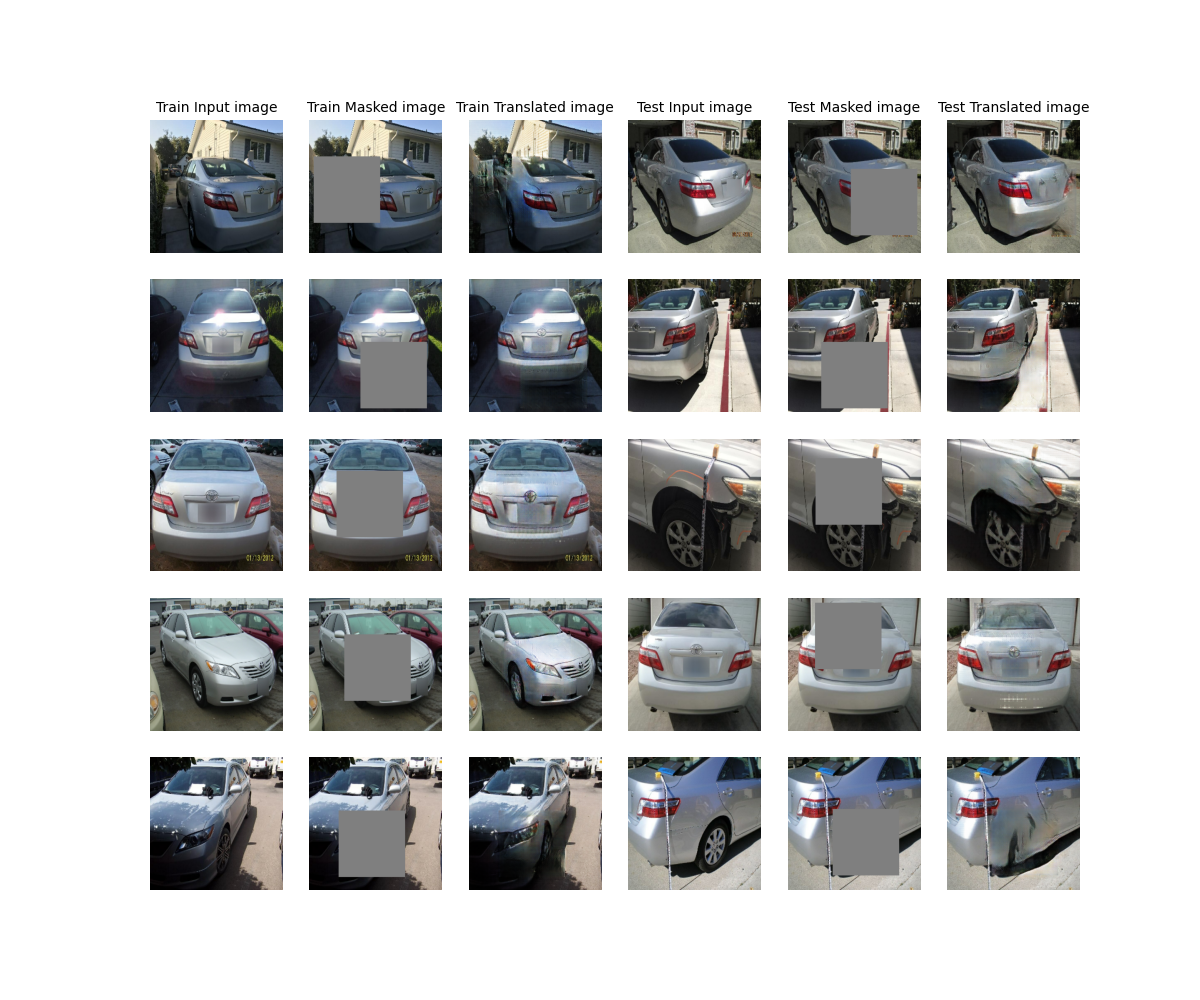 Train Input image
Train Masked image
Train Translated image
Test Input image
Test Masked image
Test Translated image
01/13/2012
01/13/2012
01/13/2012